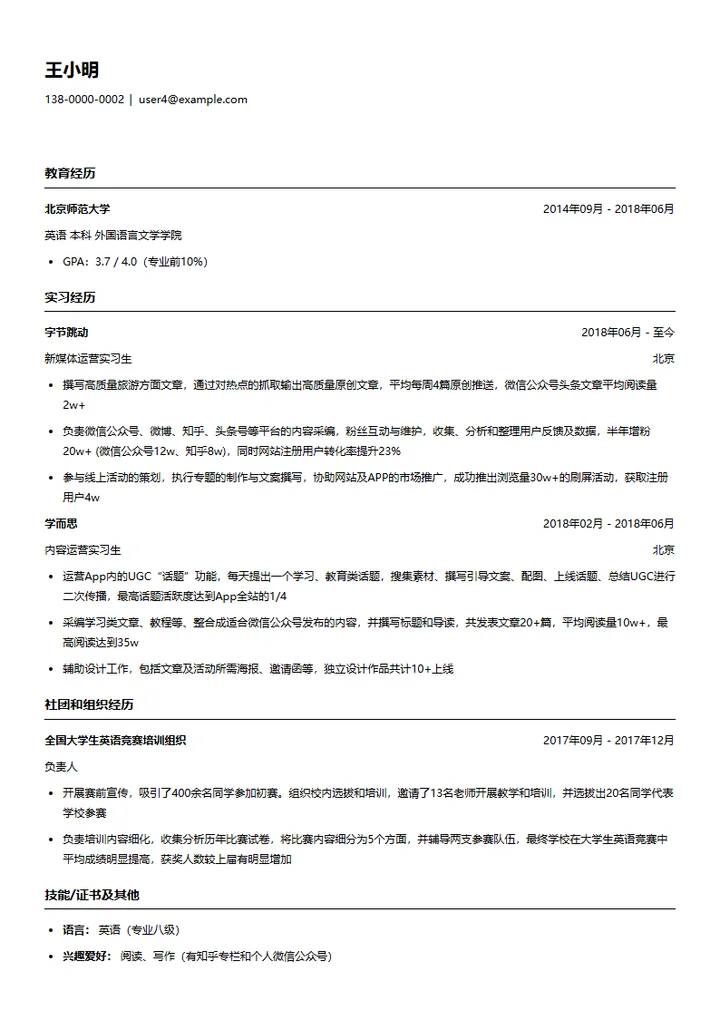 王小明
138-0000-0002 | user4@example.com
教育经历
北京师范大学 2014年09月 - 2018年06月
英语 本科 外国语言文学学院
• GPA：3.7 / 4.0（专业前10%）
实习经历
字节跳动 2018年06月 - 至今
新媒体运营实习生 北京
• 撰写高质量旅游方面文章，通过对热点的抓取输出高质量原创文章，平均每周4篇原创推送，微信公众号头条文章平均阅读量
2w+
• 负责微信公众号、微博、知乎、头条号等平台的内容采编，粉丝互动与维护，收集、分析和整理用户反馈及数据，半年增粉
20w+ (微信公众号12w、知乎8w)，同时网站注册用户转化率提升23%
• 参与线上活动的策划，执行专题的制作与文案撰写，协助网站及APP的市场推广，成功推出浏览量30w+的刷屏活动，获取注册
用户4w
学而思 2018年02月 - 2018年06月
内容运营实习生 北京
• 运营App内的UGC“话题”功能，每天提出一个学习、教育类话题，搜集素材、撰写引导文案、配图、上线话题、总结UGC进行
二次传播，最高话题活跃度达到App全站的1/4
• 采编学习类文章、教程等、整合成适合微信公众号发布的内容，并撰写标题和导读，共发表文章20+篇，平均阅读量10w+，最
高阅读达到35w
• 辅助设计工作，包括文章及活动所需海报、邀请函等，独立设计作品共计10+上线
社团和组织经历
全国大学生英语竞赛培训组织 2017年09月 - 2017年12月
负责人
• 开展赛前宣传，吸引了400余名同学参加初赛。组织校内选拔和培训，邀请了13名老师开展教学和培训，并选拔出20名同学代表
学校参赛
• 负责培训内容细化，收集分析历年比赛试卷，将比赛内容细分为5个方面，并辅导两支参赛队伍，最终学校在大学生英语竞赛中
平均成绩明显提高，获奖人数较上届有明显增加
技能/证书及其他
• 语言： 英语（专业八级）
• 兴趣爱好： 阅读、写作（有知乎专栏和个人微信公众号）